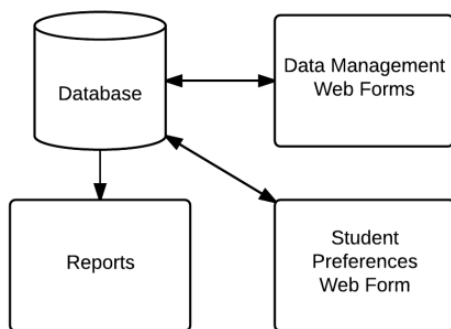 Database
Data Management
Web Forms
Reports
Student
Preferences
Web Form